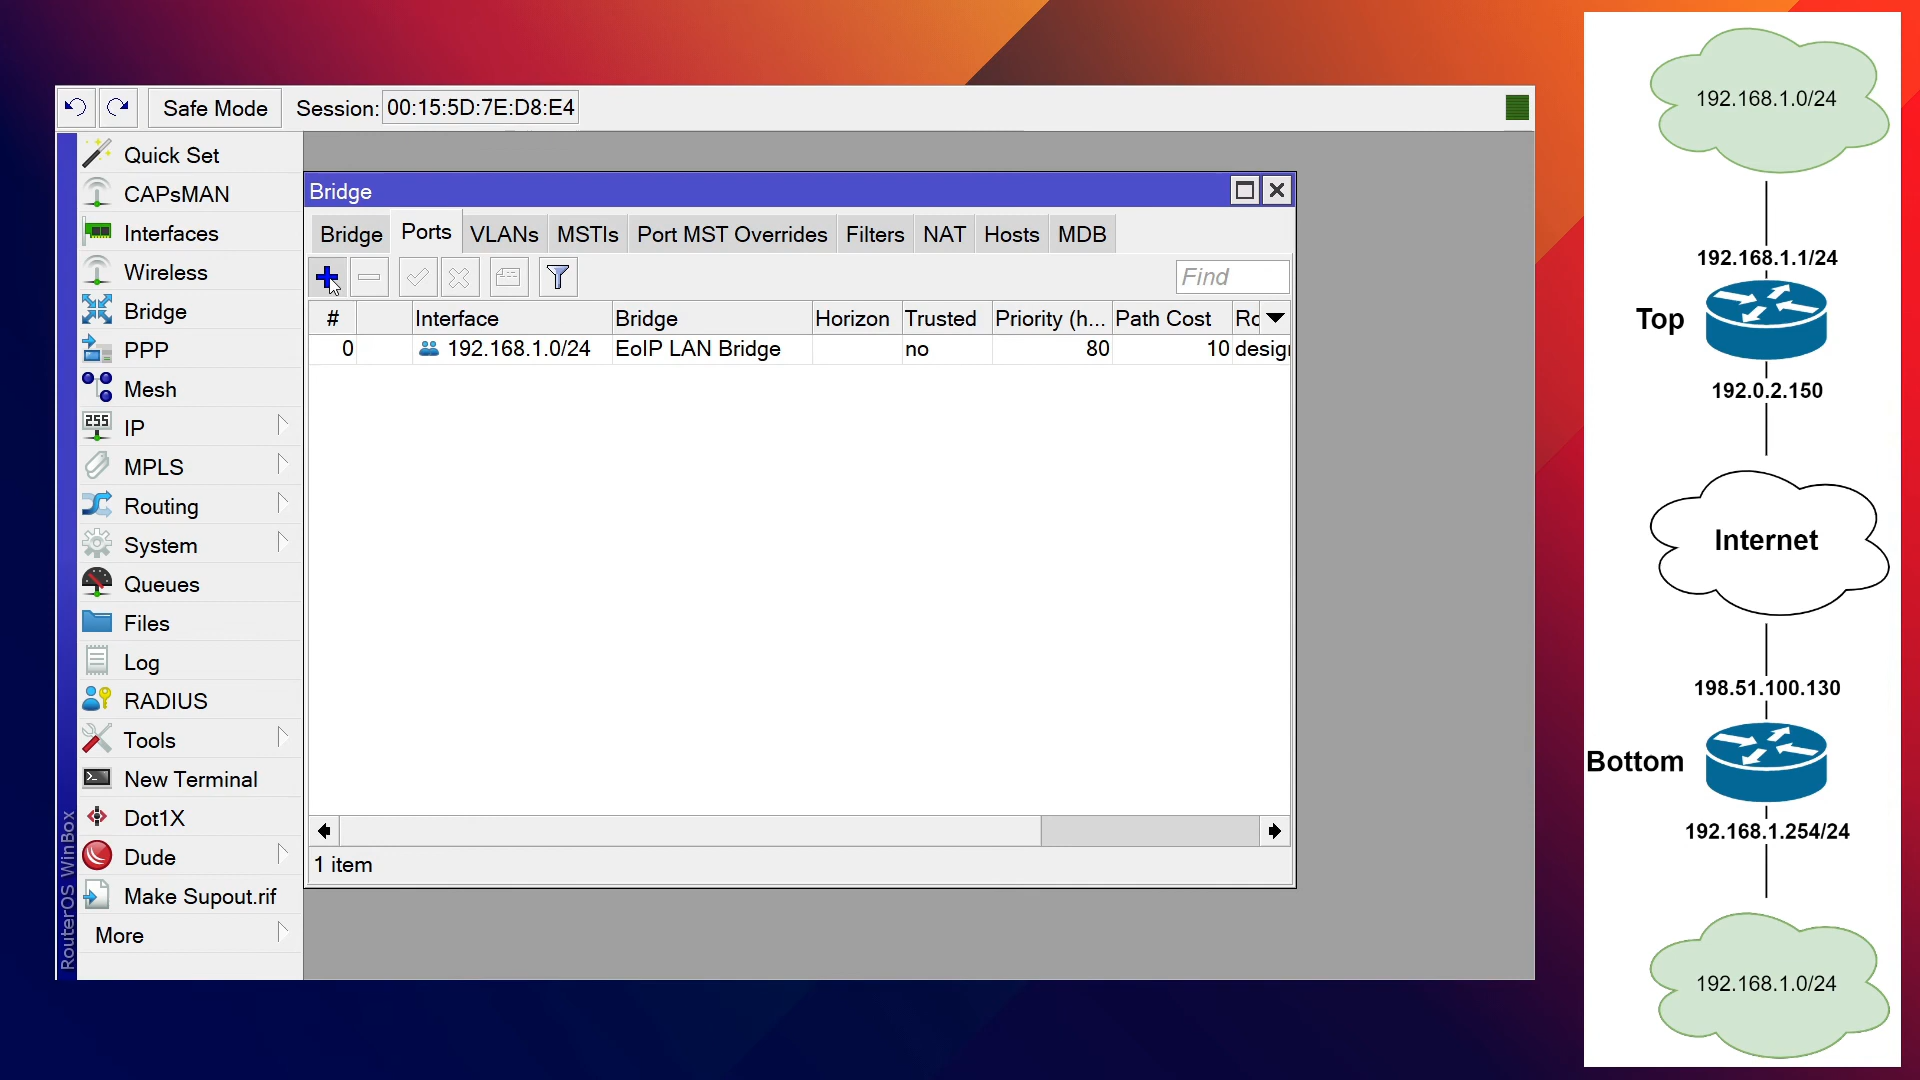 Safe Mode Session: 00:15:5D:7E:D8:E4
Quick Set
CAPsMAN
Interfaces
Wireless
Bridge
PPP
Mesh
255 IP
MPLS
Routing
System
Queues
Files
Log
RADIUS
Tools
New Terminal
Dot1X
Dude
Make Supout.rif
More
RouterOS WinBox
Bridge
Bridge Ports VLANs MSTIs Port MST Overrides Filters NAT Hosts MDB
Find
# Interface Bridge Horizon Trusted Priority (h... Path Cost Ro
0 192.168.1.0/24 EoIP LAN Bridge no 80 10 desig
1 item
192.168.1.0/24
192.168.1.1/24
Top
192.0.2.150
Internet
198.51.100.130
Bottom
192.168.1.254/24
192.168.1.0/24